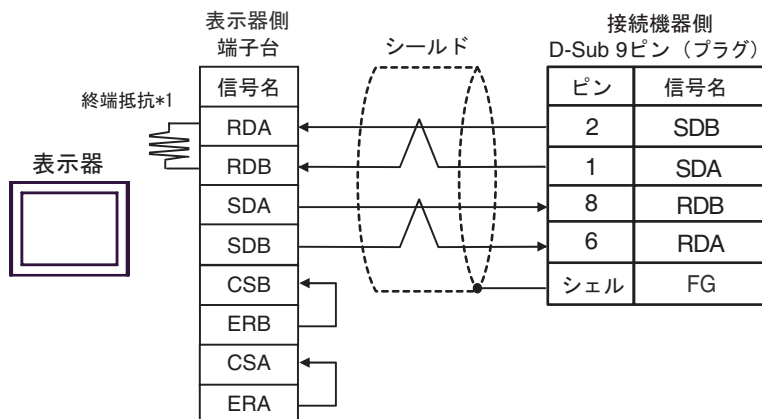 表示器側
端子台
シールド
接続機器側
D-Sub 9ピン（プラグ）
終端抵抗*1
表示器
信号名
RDA
RDB
SDA
SDB
CSB
ERB
CSA
ERA
ピン 信号名
2 SDB
1 SDA
8 RDB
6 RDA
シェル FG